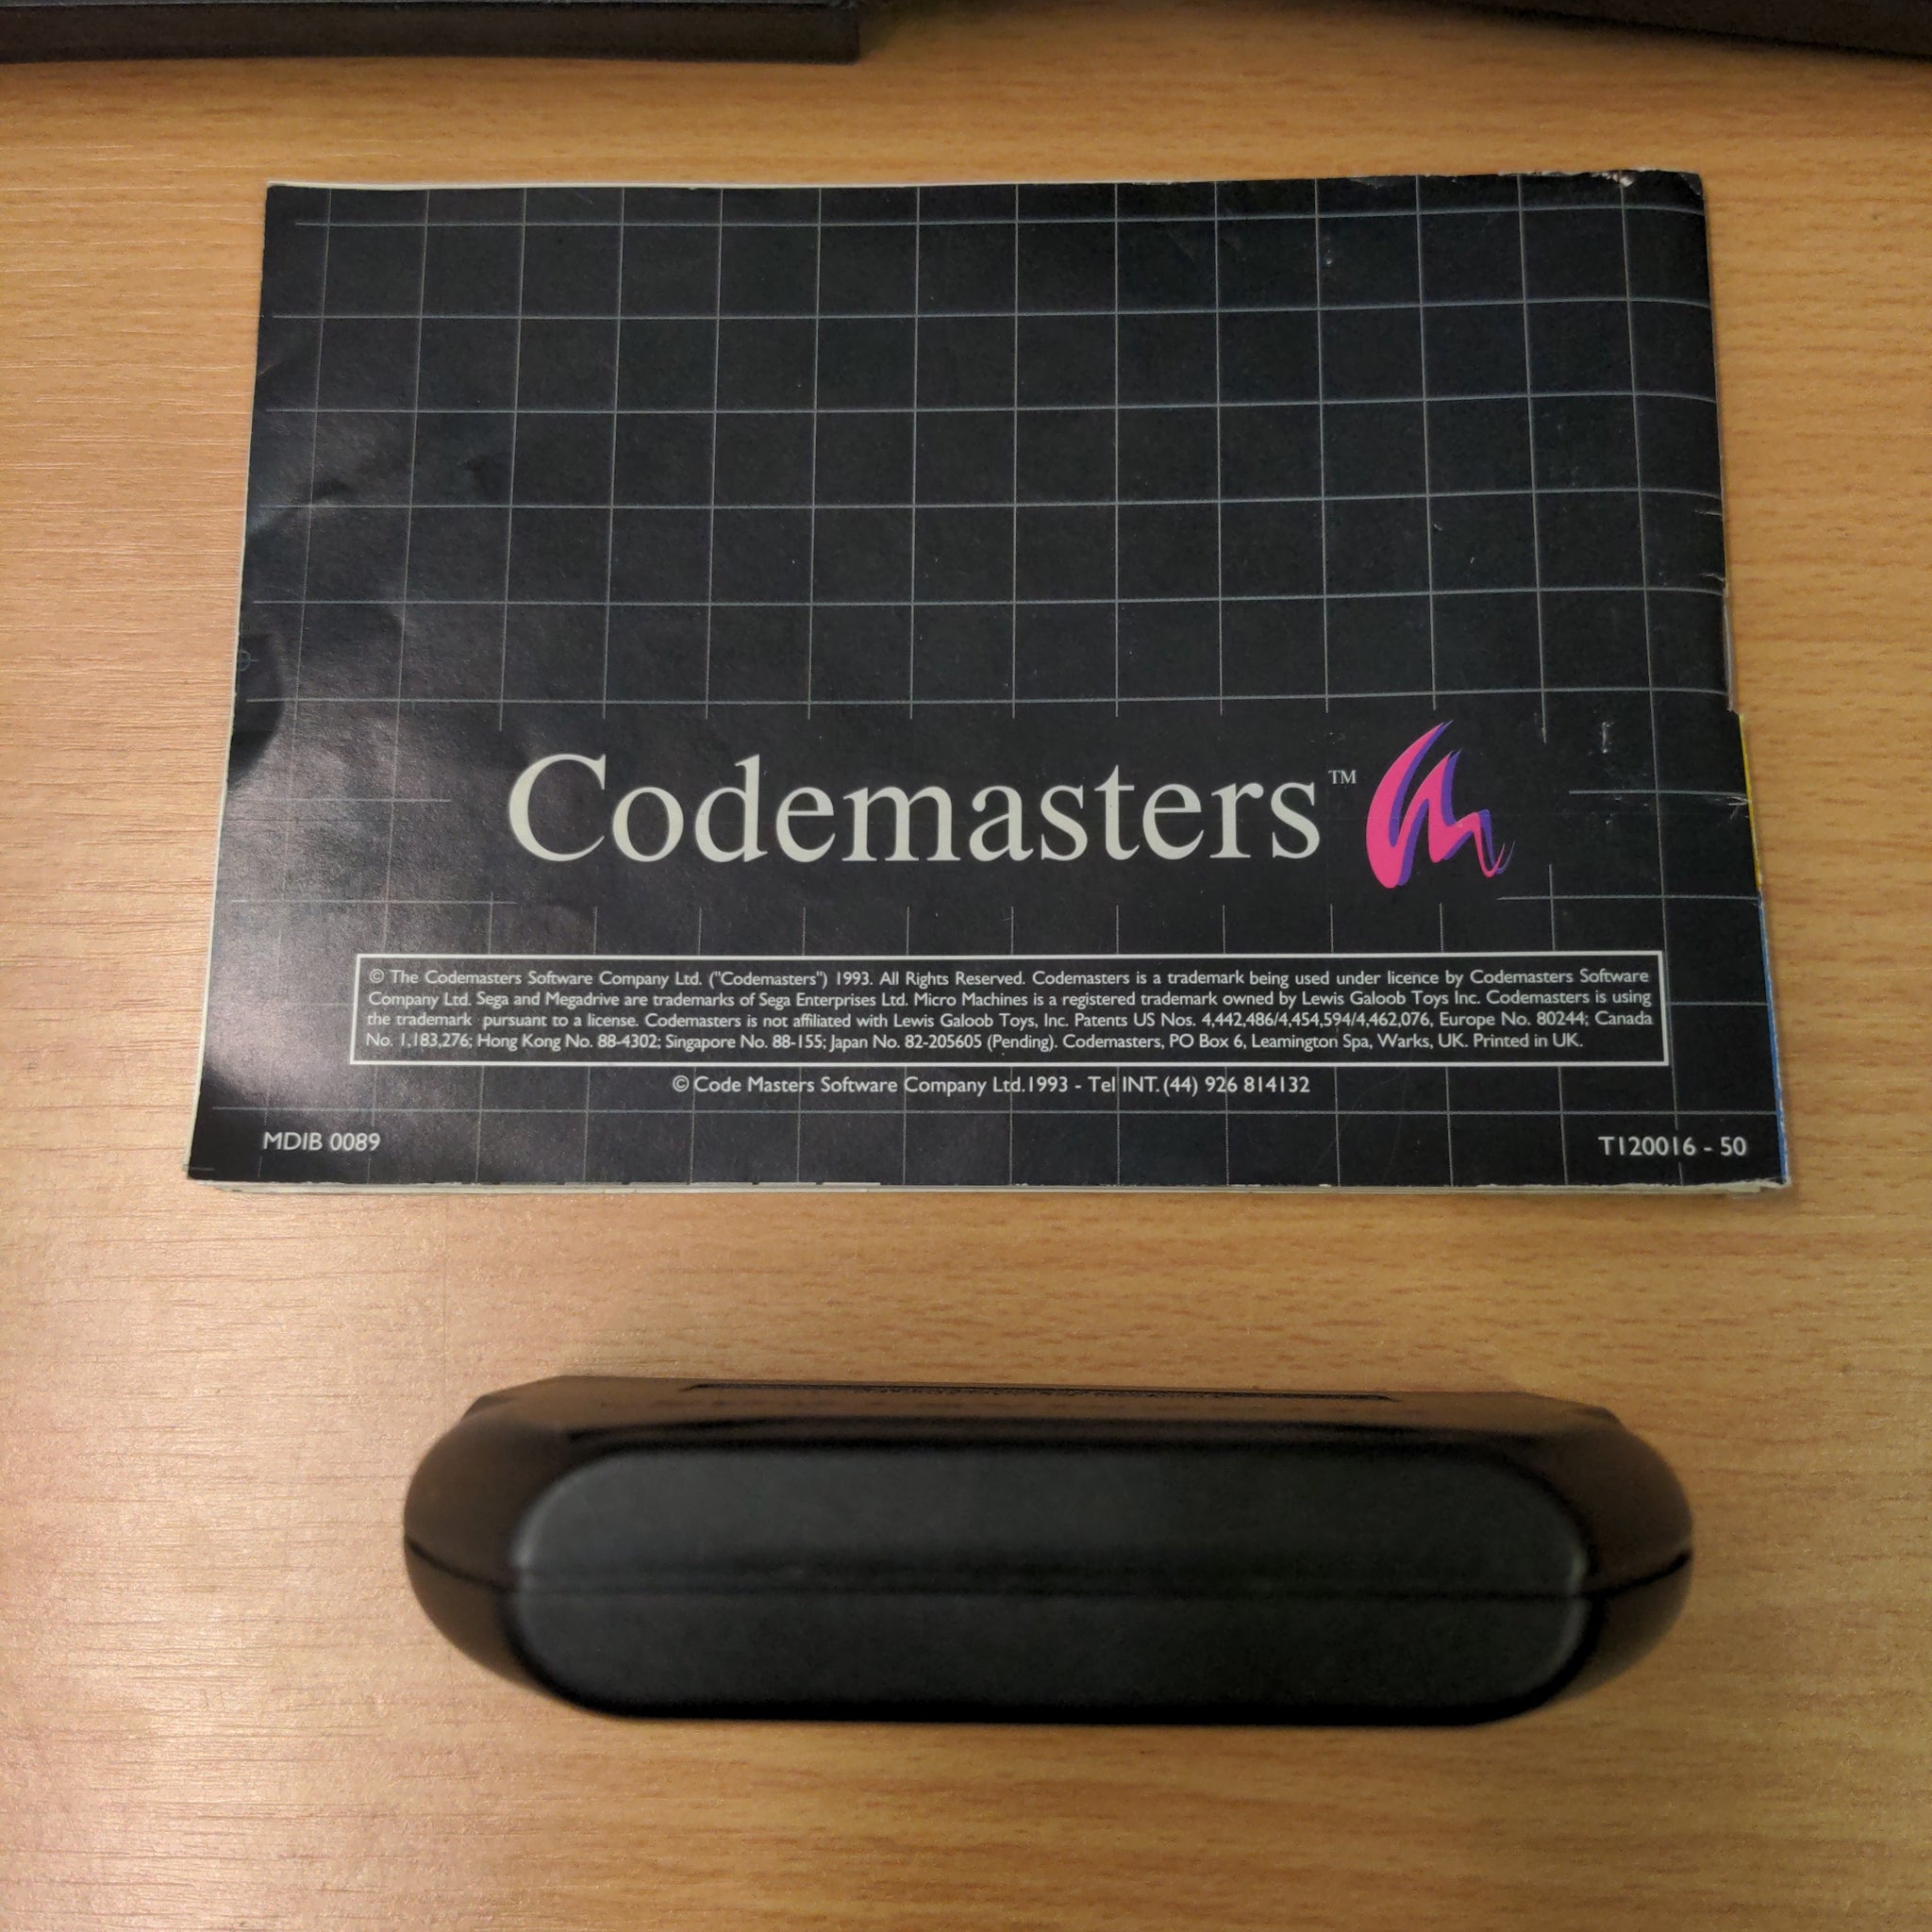 Codemasters™
© The Codemasters Software Company Ltd. ("Codemasters") 1993. All Rights Reserved. Codemasters is a trademark being used under licence by Codemasters Software
Company Ltd. Sega and Megadrive are trademarks of Sega Enterprises Ltd. Micro Machines is a registered trademark owned by Lewis Galoob Toys Inc. Codemasters is using
the trademark pursuant to a license. Codemasters is not affiliated with Lewis Galoob Toys, Inc. Patents US Nos. 4,442,486/4,454,594/4,462,076, Europe No. 80244; Canada
No. 1,183,276; Hong Kong No. 88-4302; Singapore No. 88-155; Japan No. 82-205605 (Pending). Codemasters, PO Box 6, Leamington Spa, Warks, UK. Printed in UK.
© Code Masters Software Company Ltd.1993 - Tel INT. (44) 926 814132
MDIB 0089
T120016 - 50